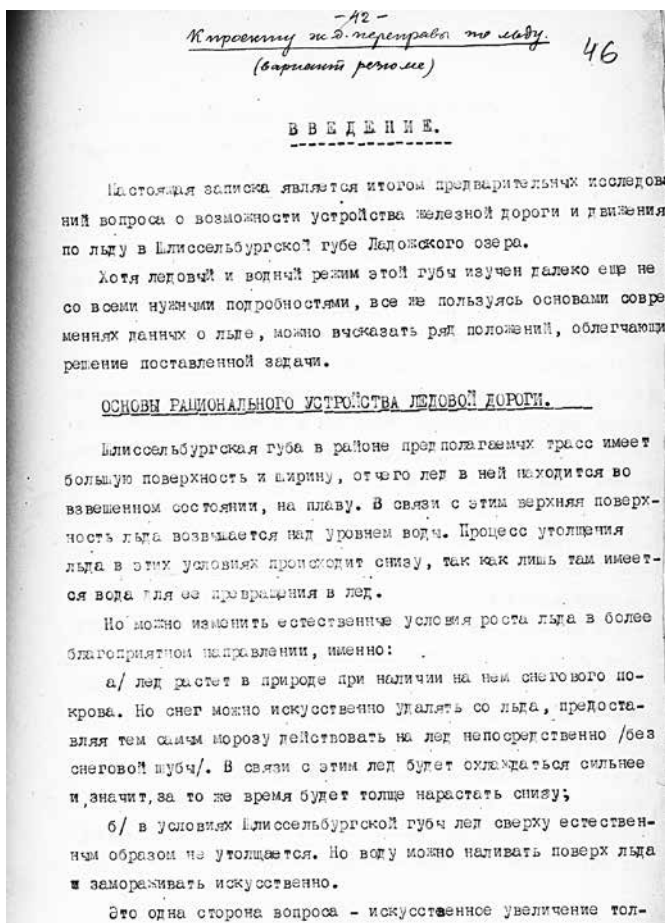 -42-
К проекту ж.д. переправы по льду.
(вариант резюме)
46
ВВЕДЕНИЕ.
Настоящая записка является итогом предварительных исследова
ний вопроса о возможности устройства железной дороги и движения
по льду в Шлиссельбургской губе Ладожского озера.
Хотя ледовый и водный режим этой губы изучен далеко еще не
со всеми нужными подробностями, все же пользуясь основами совре
менных данных о льде, можно высказать ряд положений, облегчающи
решение поставленной задачи.
ОСНОВЫ РАЦИОНАЛЬНОГО УСТРОЙСТВА ЛЕДОВОЙ ДОРОГИ.
Шлиссельбургская губа в районе предполагаемых трасс имеет
большую поверхность и ширину, отчего лед в ней находится во
взвешенном состоянии, на плаву. В связи с этим верхняя поверх-
ность льда возвышается над уровнем воды. Процесс утолщения
льда в этих условиях происходит снизу, так как лишь там имеет-
ся вода для ее превращения в лед.
Но можно изменить естественные условия роста льда в более
благоприятном направлении, именно:
а/ лед растет в природе при наличии на нем снегового по-
крова. Но снег можно искусственно удалять со льда, предоста-
вляя тем самым морозу действовать на лед непосредственно /без
снеговой шубы/. В связи с этим лед будет охлаждаться сильнее
и, значит, за то же время будет толще нарастать снизу;
б/ в условиях Шлиссельбургской губы лед сверху естествен-
ным образом не утолщается. Но воду можно наливать поверх льда
и замораживать искусственно.
Это одна сторона вопроса - искусственное увеличение тол-